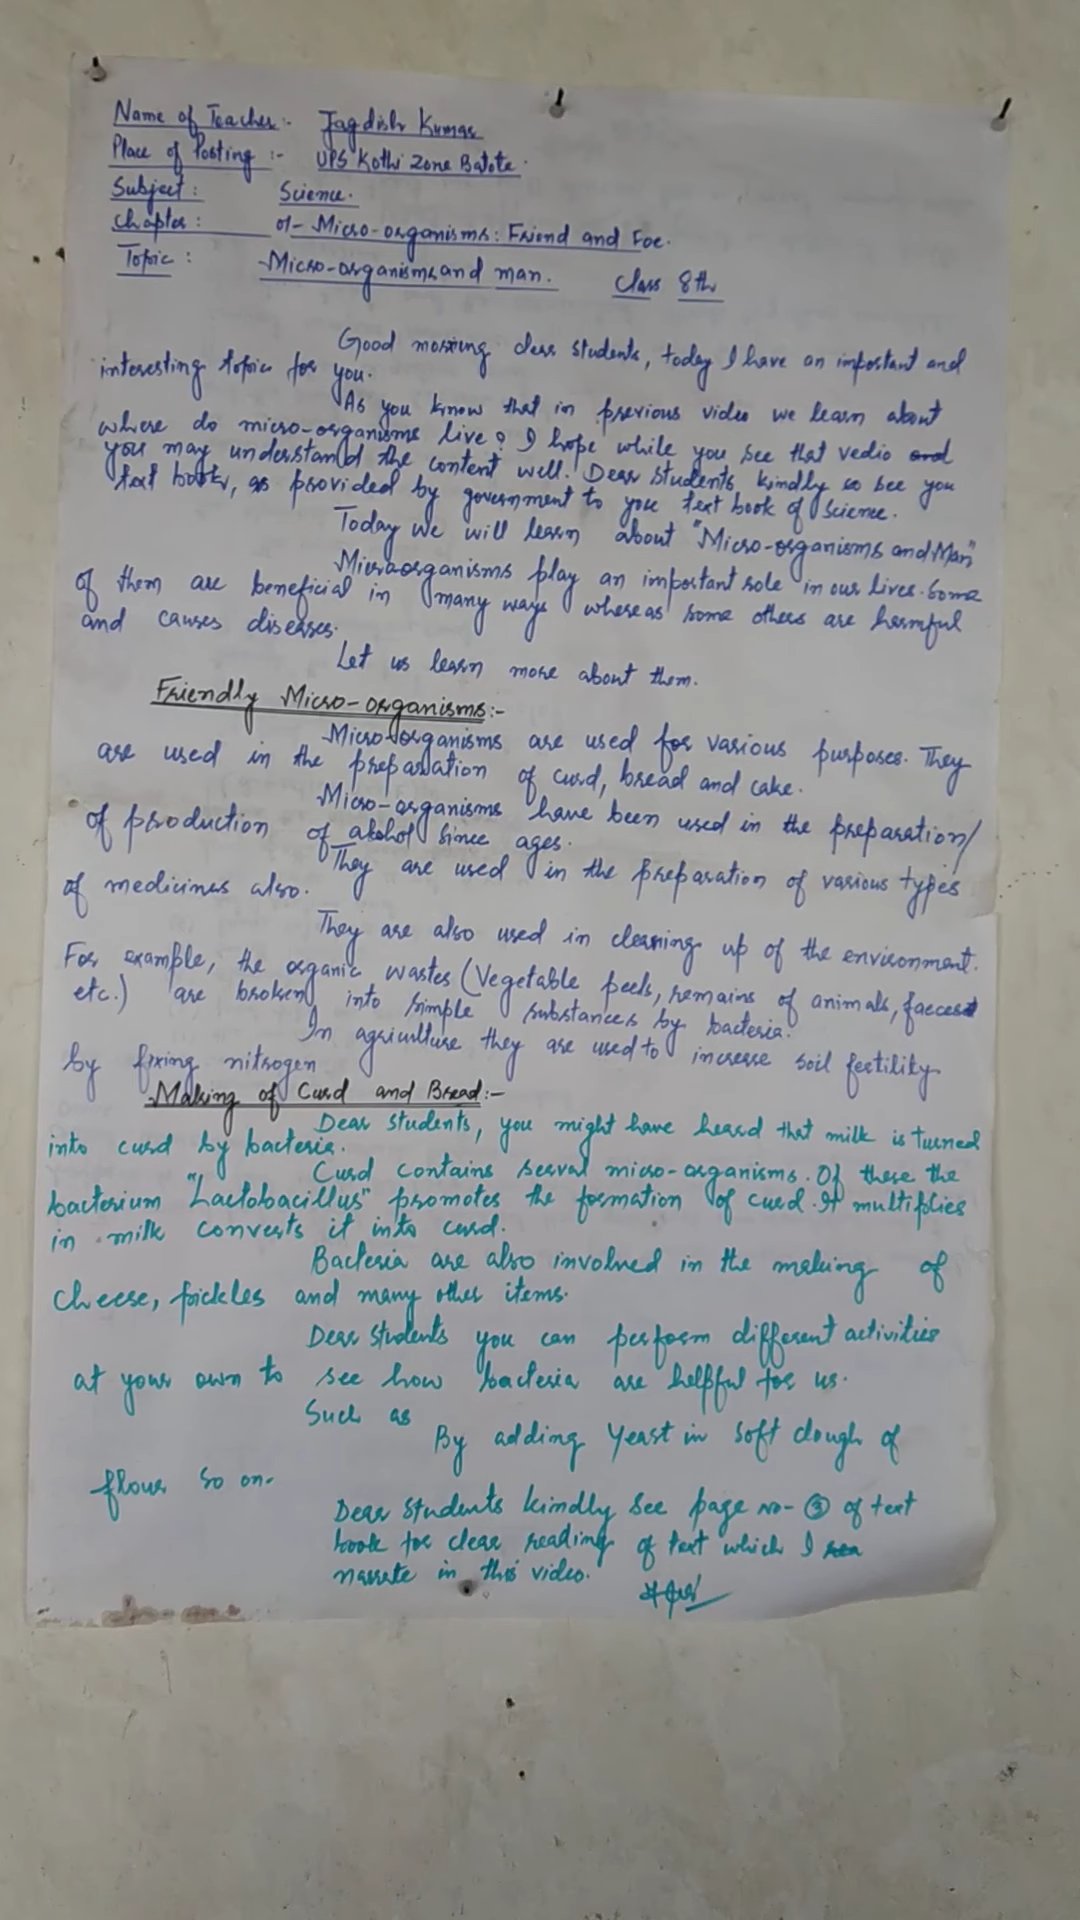 Name of Teacher:- Jagdish Kumar
Place of Posting :- UPS Kothi Zone Batote.
Subject : Science.
Chapter : 01- Micro-organisms: Friend and Foe.
Topic : Micro-organisms and man. Class 8th
Good morning dear students, today I have an important and
interesting topic for you.
As you know that in previous video we learn about
where do micro-organisms live? I hope while you see that vedio and
you may understand the content well. Dear Students kindly so see you
text book, as provided by government to you text book of Science.
Today we will learn about "Micro-organisms and Man"
Microorganisms play an important role in our lives. Some
of them are beneficial in many ways whereas some others are harmful
and causes diseases.
Let us learn more about them.
Friendly Micro-organisms:-
Micro-organisms are used for various purposes. They
are used in the preparation of curd, bread and cake.
Micro-organisms have been used in the preparation/
of production of alcohol since ages.
They are used in the preparation of various types
of medicines also.
They are also used in cleaning up of the environment.
For example, the organic wastes (Vegetable peels, remains of animals, faeces
etc.) are broken into simple substances by bacteria.
In agriculture they are used to increase soil fertility
by fixing nitrogen
Making of Curd and Bread:-
Dear Students, you might have heard that milk is turned
into curd by bacteria.
Curd contains serval micro-organisms. Of these the
bacterium "Lactobacillus" promotes the formation of curd. It multiplies
in milk converts it into curd.
Bacteria are also involved in the making of
cheese, pickles and many other items.
Dear Students you can perform different activities
at your own to see how bacteria are helpful for us.
Such as
By adding Yeast in soft dough of
flour so on-
Dear Students kindly see page no- 3 of text
book for clear reading of text which I
narrate in this video.